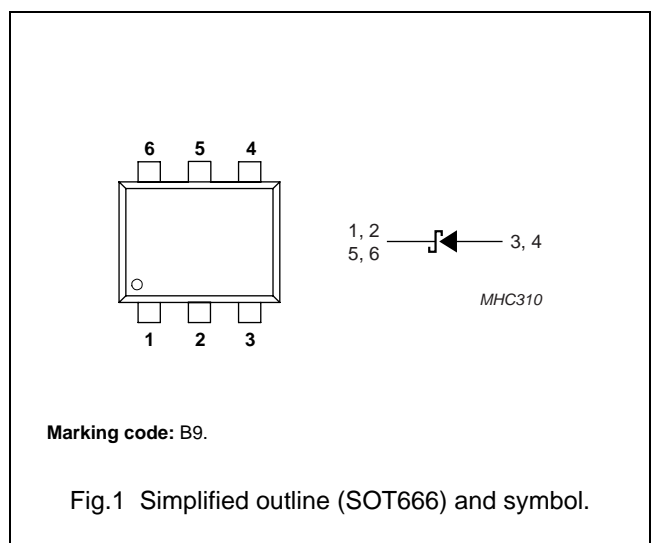 6 5 4
1, 2
5, 6
3, 4
MHC310
1 2 3
Marking code: B9.
Fig.1 Simplified outline (SOT666) and symbol.